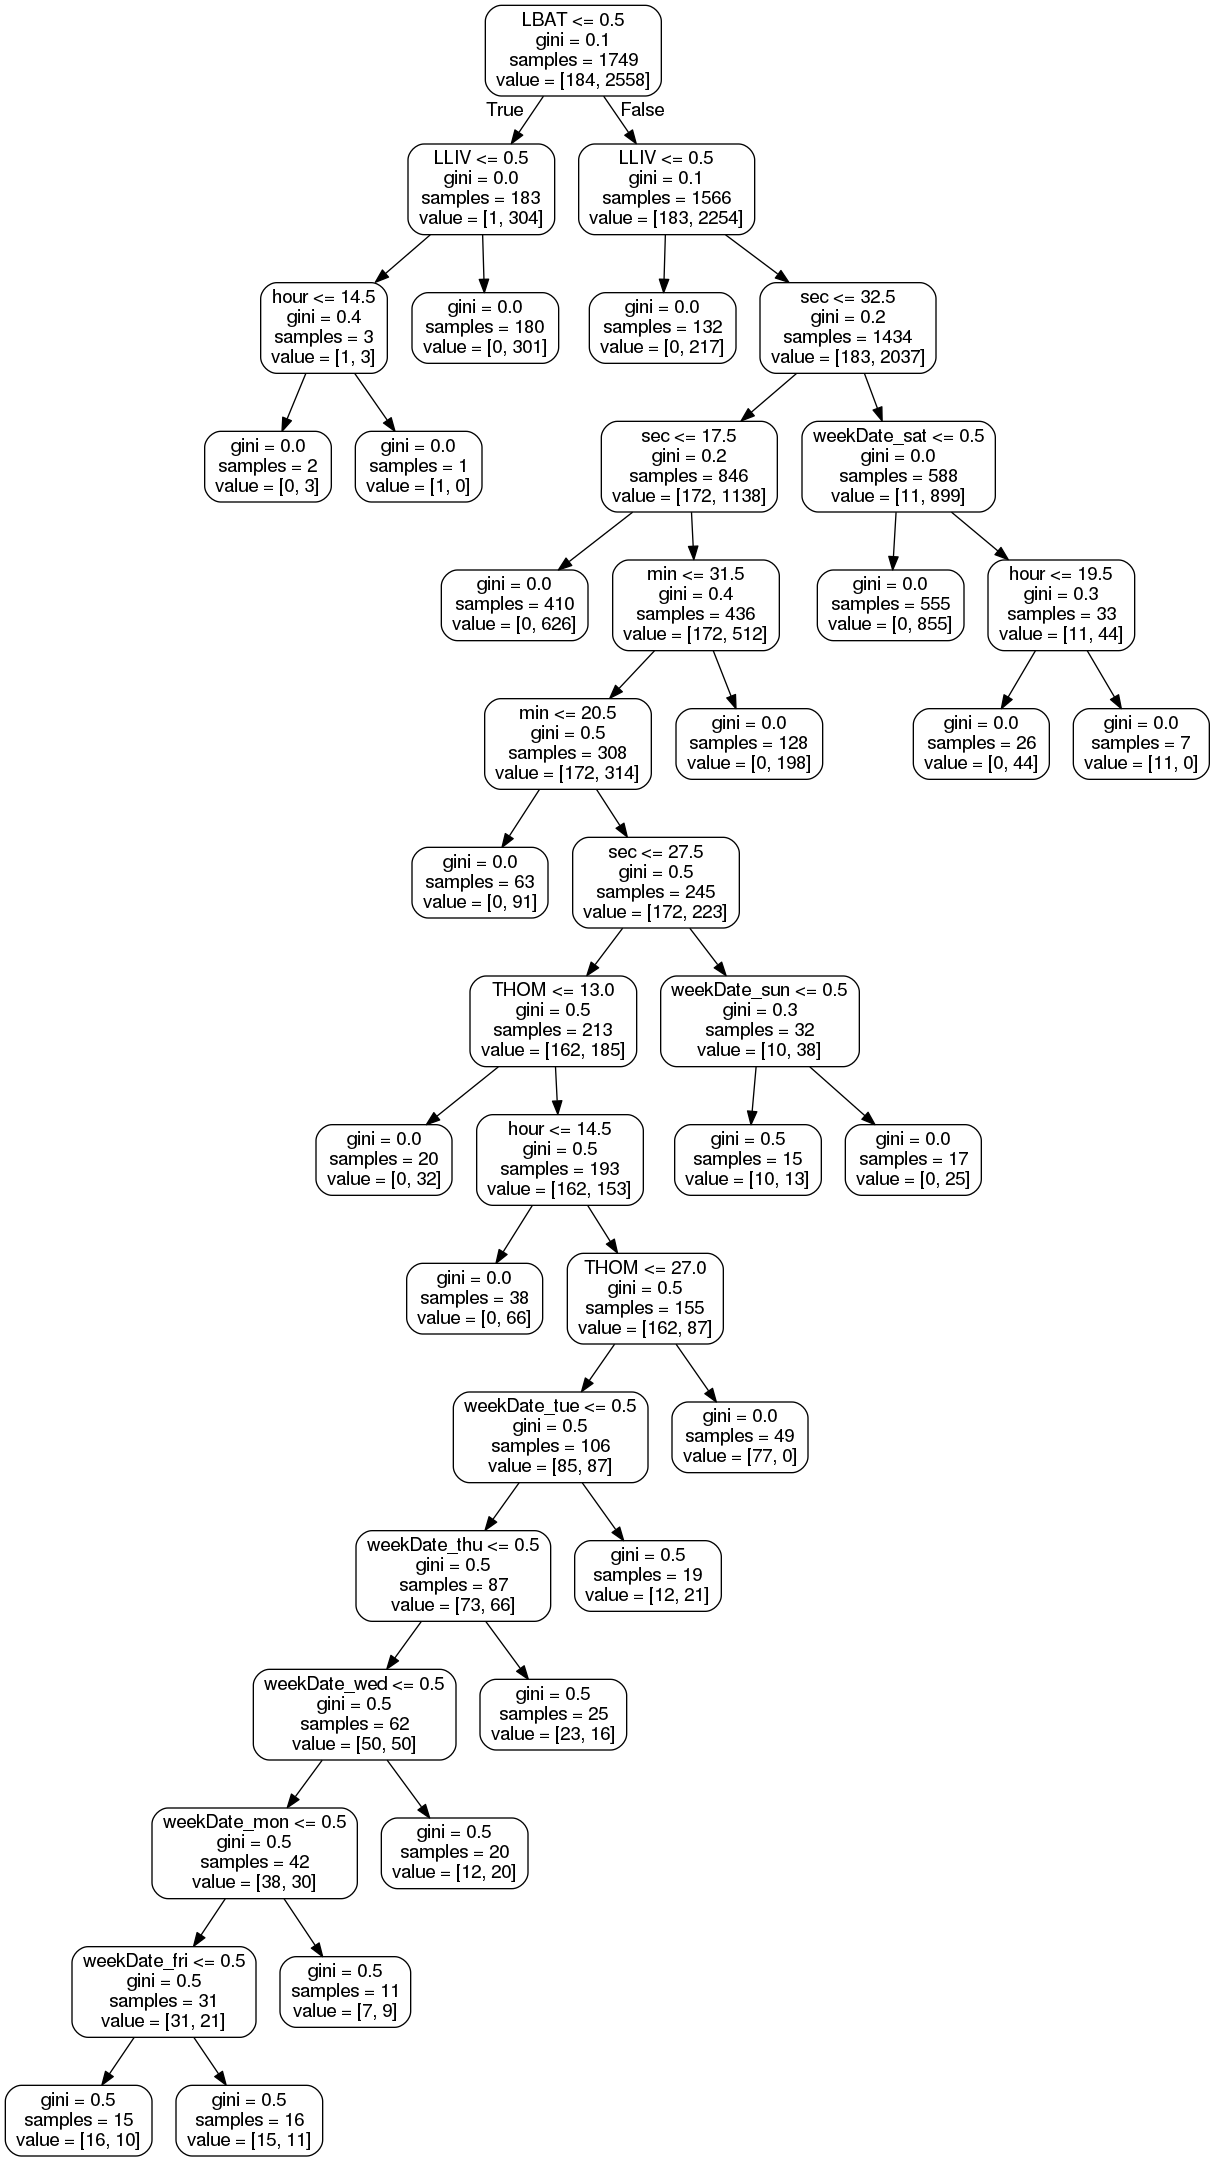 LBAT <= 0.5
gini = 0.1
samples = 1749
value = [184, 2558]
True
False
LLIV <= 0.5
gini = 0.0
samples = 183
value = [1, 304]
LLIV <= 0.5
gini = 0.1
samples = 1566
value = [183, 2254]
hour <= 14.5
gini = 0.4
samples = 3
value = [1, 3]
gini = 0.0
samples = 180
value = [0, 301]
gini = 0.0
samples = 132
value = [0, 217]
sec <= 32.5
gini = 0.2
samples = 1434
value = [183, 2037]
gini = 0.0
samples = 2
value = [0, 3]
gini = 0.0
samples = 1
value = [1, 0]
sec <= 17.5
gini = 0.2
samples = 846
value = [172, 1138]
weekDate_sat <= 0.5
gini = 0.0
samples = 588
value = [11, 899]
gini = 0.0
samples = 410
value = [0, 626]
min <= 31.5
gini = 0.4
samples = 436
value = [172, 512]
gini = 0.0
samples = 555
value = [0, 855]
hour <= 19.5
gini = 0.3
samples = 33
value = [11, 44]
min <= 20.5
gini = 0.5
samples = 308
value = [172, 314]
gini = 0.0
samples = 128
value = [0, 198]
gini = 0.0
samples = 26
value = [0, 44]
gini = 0.0
samples = 7
value = [11, 0]
gini = 0.0
samples = 63
value = [0, 91]
sec <= 27.5
gini = 0.5
samples = 245
value = [172, 223]
THOM <= 13.0
gini = 0.5
samples = 213
value = [162, 185]
weekDate_sun <= 0.5
gini = 0.3
samples = 32
value = [10, 38]
gini = 0.0
samples = 20
value = [0, 32]
hour <= 14.5
gini = 0.5
samples = 193
value = [162, 153]
gini = 0.5
samples = 15
value = [10, 13]
gini = 0.0
samples = 17
value = [0, 25]
gini = 0.0
samples = 38
value = [0, 66]
THOM <= 27.0
gini = 0.5
samples = 155
value = [162, 87]
weekDate_tue <= 0.5
gini = 0.5
samples = 106
value = [85, 87]
gini = 0.0
samples = 49
value = [77, 0]
weekDate_thu <= 0.5
gini = 0.5
samples = 87
value = [73, 66]
gini = 0.5
samples = 19
value = [12, 21]
weekDate_wed <= 0.5
gini = 0.5
samples = 62
value = [50, 50]
gini = 0.5
samples = 25
value = [23, 16]
weekDate_mon <= 0.5
gini = 0.5
samples = 42
value = [38, 30]
gini = 0.5
samples = 20
value = [12, 20]
weekDate_fri <= 0.5
gini = 0.5
samples = 31
value = [31, 21]
gini = 0.5
samples = 11
value = [7, 9]
gini = 0.5
samples = 15
value = [16, 10]
gini = 0.5
samples = 16
value = [15, 11]